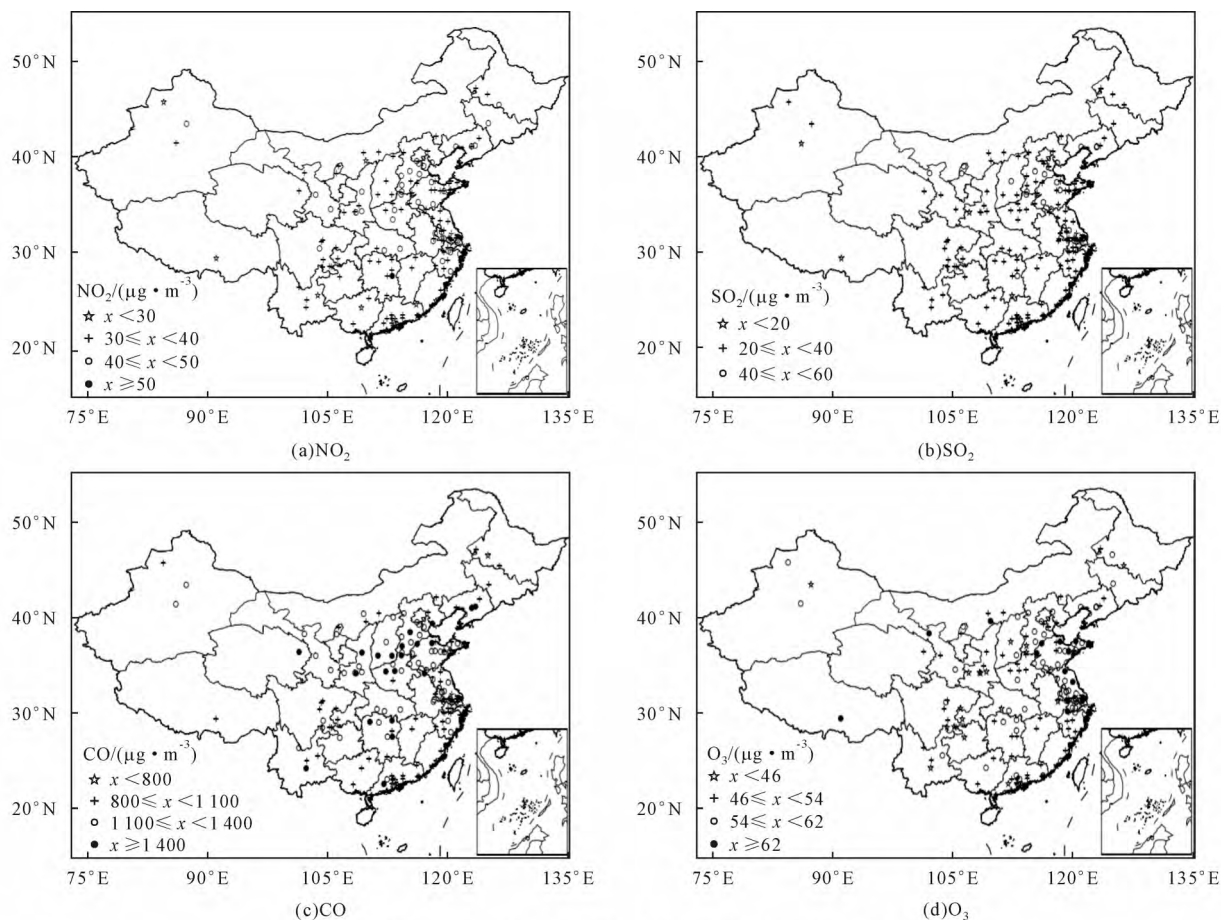 50°N
40°N
30°N
20°N
NO₂/(μg·m⁻³)
☆ x<30
+ 30≤x<40
○ 40≤x<50
● x≥50
75°E 90°E 105°E 120°E 135°E
(a)NO₂
50°N
40°N
30°N
20°N
SO₂/(μg·m⁻³)
☆ x<20
+ 20≤x<40
○ 40≤x<60
75°E 90°E 105°E 120°E 135°E
(b)SO₂
50°N
40°N
30°N
20°N
CO/(μg·m⁻³)
☆ x<800
+ 800≤x<1 100
○ 1 100≤x<1 400
● x≥1 400
75°E 90°E 105°E 120°E 135°E
(c)CO
50°N
40°N
30°N
20°N
O₃/(μg·m⁻³)
☆ x<46
+ 46≤x<54
○ 54≤x<62
● x≥62
75°E 90°E 105°E 120°E 135°E
(d)O₃